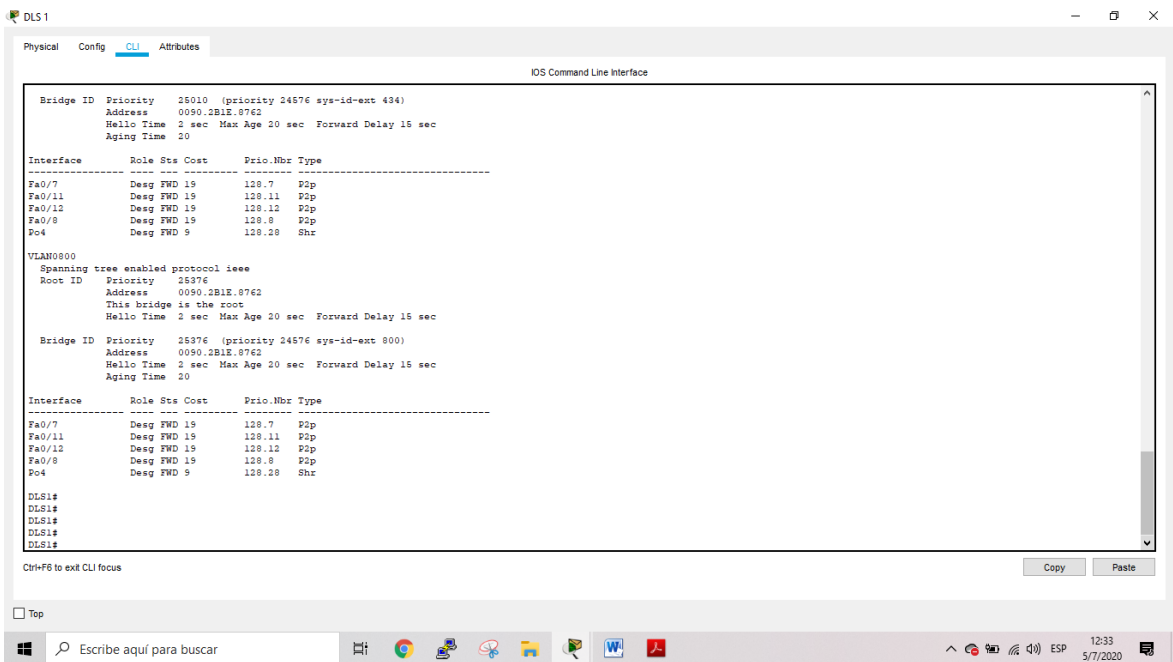 DLS 1
Physical Config CLI Attributes
IOS Command Line Interface
Bridge ID Priority 25010 (priority 24576 sys-id-ext 434)
Address 0090.2B1E.8762
Hello Time 2 sec Max Age 20 sec Forward Delay 15 sec
Aging Time 20
Interface Role Sts Cost Prio.Nbr Type
---------------- ---- --- --------- -------- --------------------------------
Fa0/7 Desg FWD 19 128.7 P2p
Fa0/11 Desg FWD 19 128.11 P2p
Fa0/12 Desg FWD 19 128.12 P2p
Fa0/8 Desg FWD 19 128.8 P2p
Po4 Desg FWD 9 128.28 Shr
VLAN0800
Spanning tree enabled protocol ieee
Root ID Priority 25376
Address 0090.2B1E.8762
This bridge is the root
Hello Time 2 sec Max Age 20 sec Forward Delay 15 sec
Bridge ID Priority 25376 (priority 24576 sys-id-ext 800)
Address 0090.2B1E.8762
Hello Time 2 sec Max Age 20 sec Forward Delay 15 sec
Aging Time 20
Interface Role Sts Cost Prio.Nbr Type
---------------- ---- --- --------- -------- --------------------------------
Fa0/7 Desg FWD 19 128.7 P2p
Fa0/11 Desg FWD 19 128.11 P2p
Fa0/12 Desg FWD 19 128.12 P2p
Fa0/8 Desg FWD 19 128.8 P2p
Po4 Desg FWD 9 128.28 Shr
DLS1#
DLS1#
DLS1#
DLS1#
DLS1#
Ctrl+F6 to exit CLI focus
Copy Paste
Top
Escribe aquí para buscar
ESP
12:33
5/7/2020